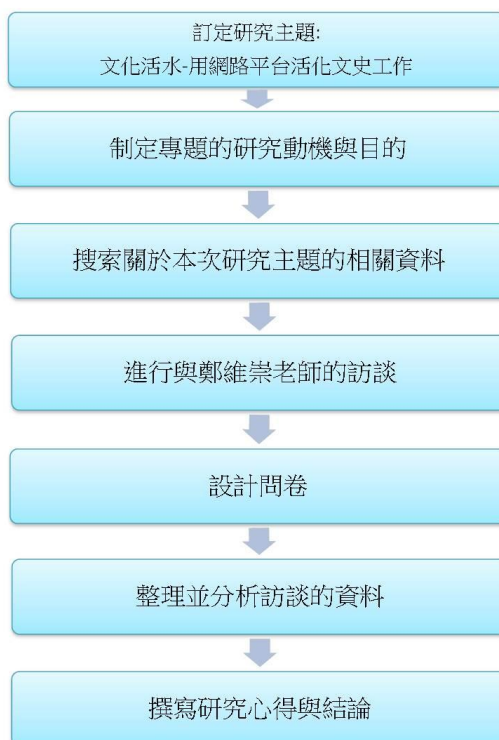 訂定研究主題:
文化活水-用網路平台活化文史工作
制定專題的研究動機與目的
搜索關於本次研究主題的相關資料
進行與鄭維崇老師的訪談
設計問卷
整理並分析訪談的資料
撰寫研究心得與結論